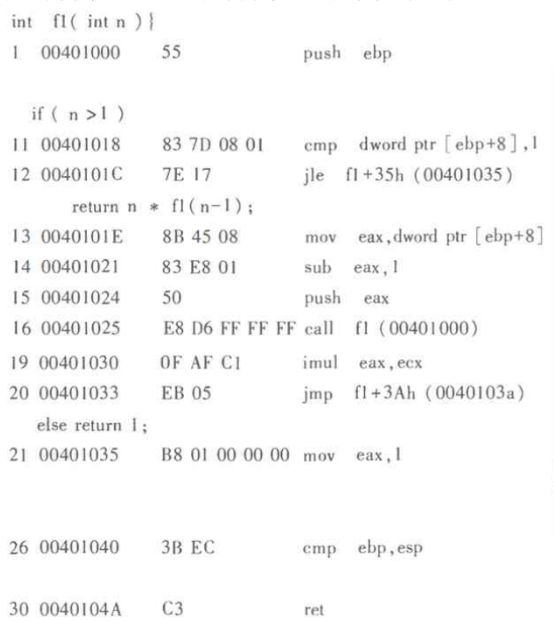 int f1( int n ){
1 00401000 55 push ebp
if ( n >1 )
11 00401018 83 7D 08 01 cmp dword ptr [ebp+8],1
12 0040101C 7E 17 jle f1+35h (00401035)
return n * f1(n-1);
13 0040101E 8B 45 08 mov eax,dword ptr [ebp+8]
14 00401021 83 E8 01 sub eax,1
15 00401024 50 push eax
16 00401025 E8 D6 FF FF FF call f1 (00401000)
19 00401030 0F AF C1 imul eax,ecx
20 00401033 EB 05 jmp f1+3Ah (0040103a)
else return 1;
21 00401035 B8 01 00 00 00 mov eax,1
26 00401040 3B EC cmp ebp,esp
30 0040104A C3 ret